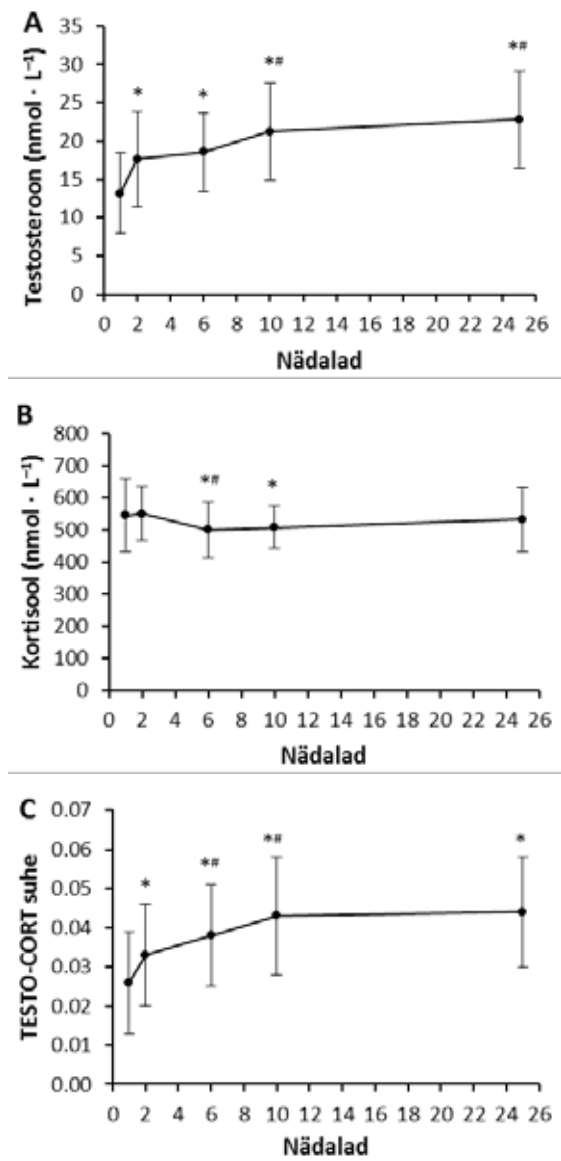 A
Testosteroon (nmol · L⁻¹)
35
30
25
20
15
10
5
0
* * *# *#
0 2 4 6 8 10 12 14 16 18 20 22 24 26
Nädalad
B
Kortisool (nmol · L⁻¹)
800
700
600
500
400
300
200
100
0
*# *
0 2 4 6 8 10 12 14 16 18 20 22 24 26
Nädalad
C
TESTO-CORT suhe
0.07
0.06
0.05
0.04
0.03
0.02
0.01
0.00
* *# *# *
0 2 4 6 8 10 12 14 16 18 20 22 24 26
Nädalad